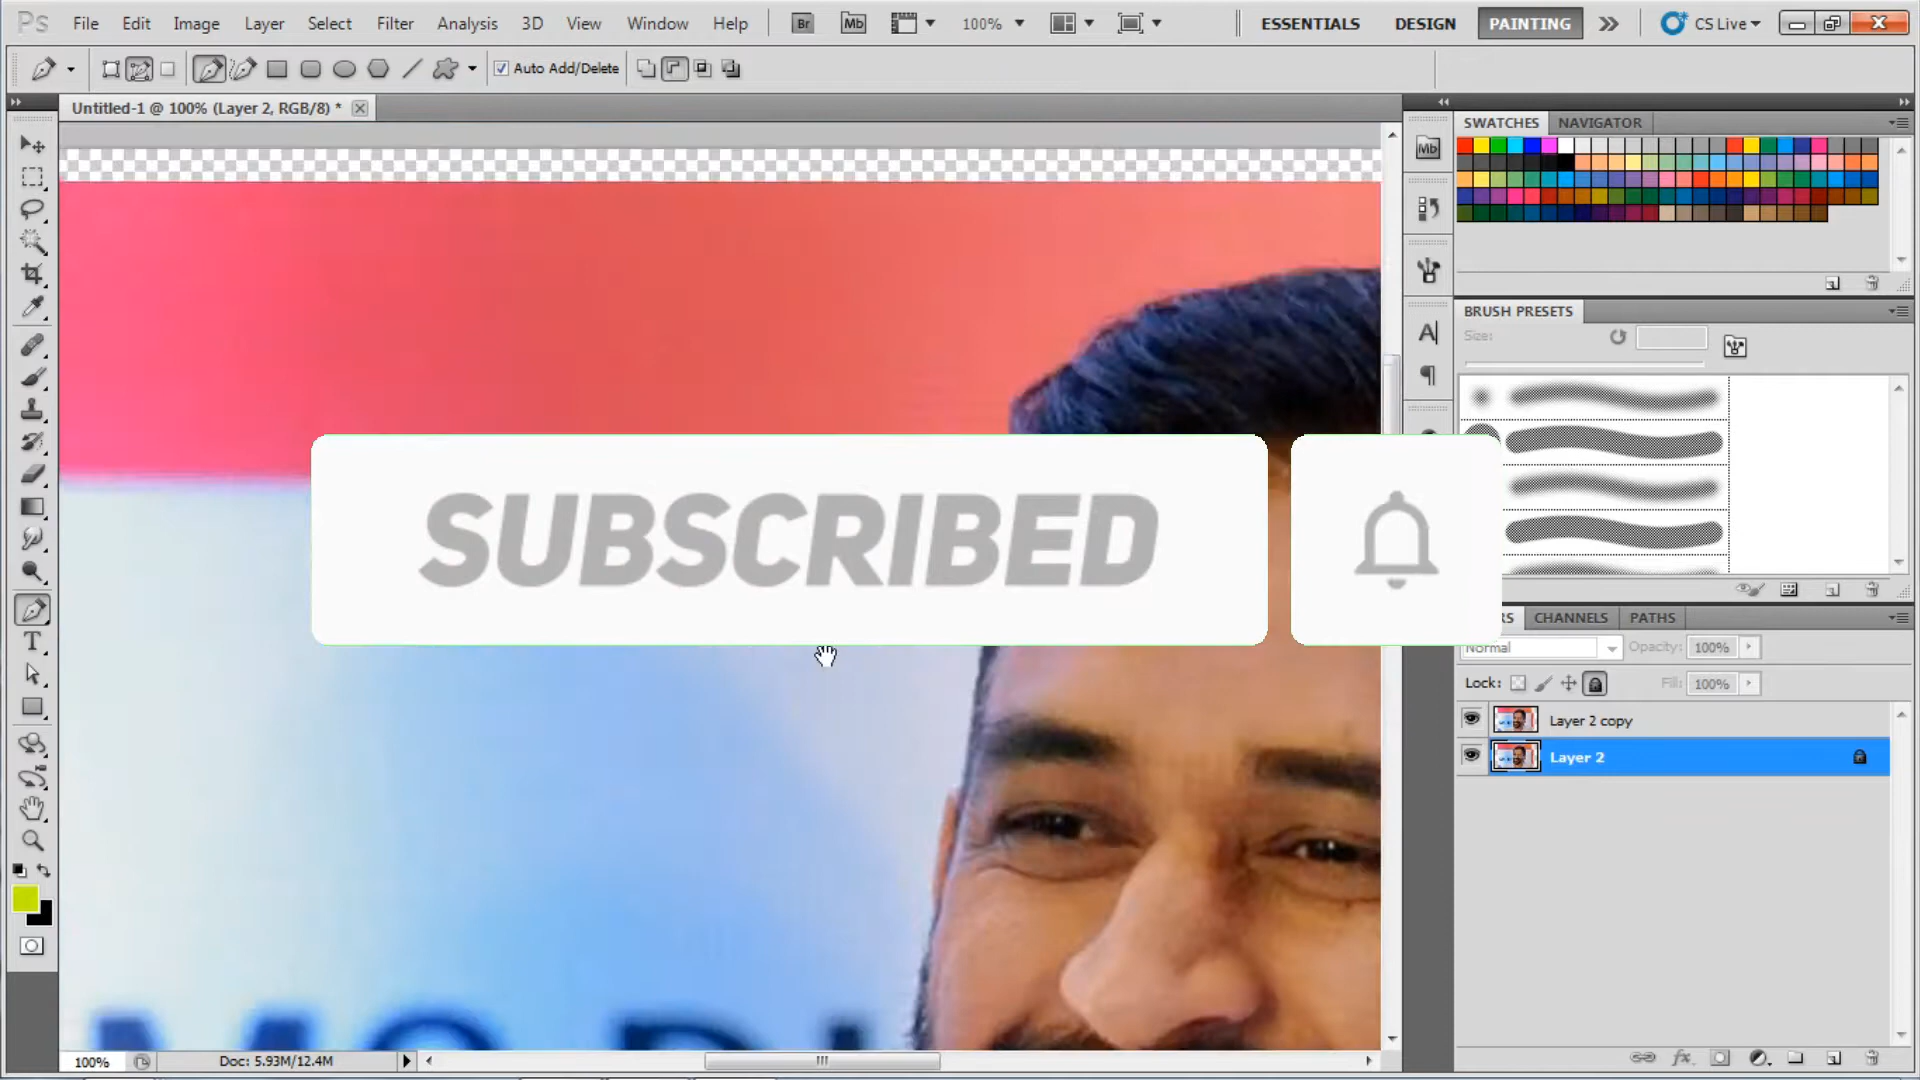 Ps File Edit Image Layer Select Filter Analysis 3D View Window Help Br Mb 100% ESSENTIALS DESIGN PAINTING CS Live
Auto Add/Delete
Untitled-1 @ 100% (Layer 2, RGB/8) *
SWATCHES NAVIGATOR
Mb
BRUSH PRESETS
Size:
SUBSCRIBED
CHANNELS PATHS
Normal Opacity: 100%
Lock: Fill: 100%
Layer 2 copy
Layer 2
100% Doc: 5.93M/12.4M